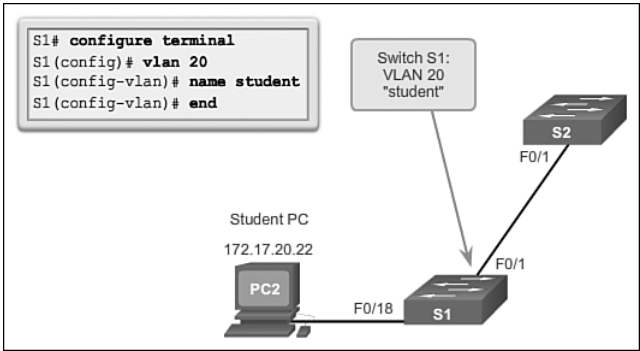 S1# configure terminal
S1(config)# vlan 20
S1(config-vlan)# name student
S1(config-vlan)# end
Switch S1:
VLAN 20
"student"
S2
F0/1
Student PC
172.17.20.22
PC2
F0/18
F0/1
S1